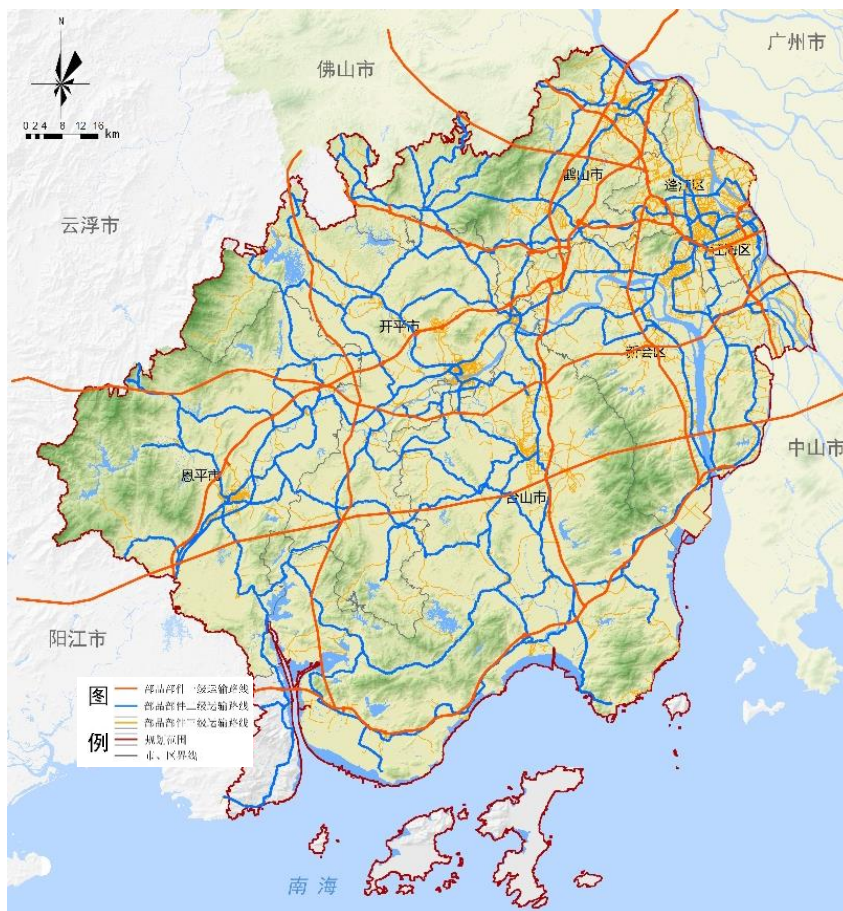 N
0 2 4 8 12 16
km
广州市
佛山市
鹤山市
蓬江区
云浮市
江海区
开平市
新会区
中山市
恩平市
台山市
阳江市
图
例
部品部件一级运输路线
部品部件二级运输路线
部品部件三级运输路线
规划范围
市、区界线
南海